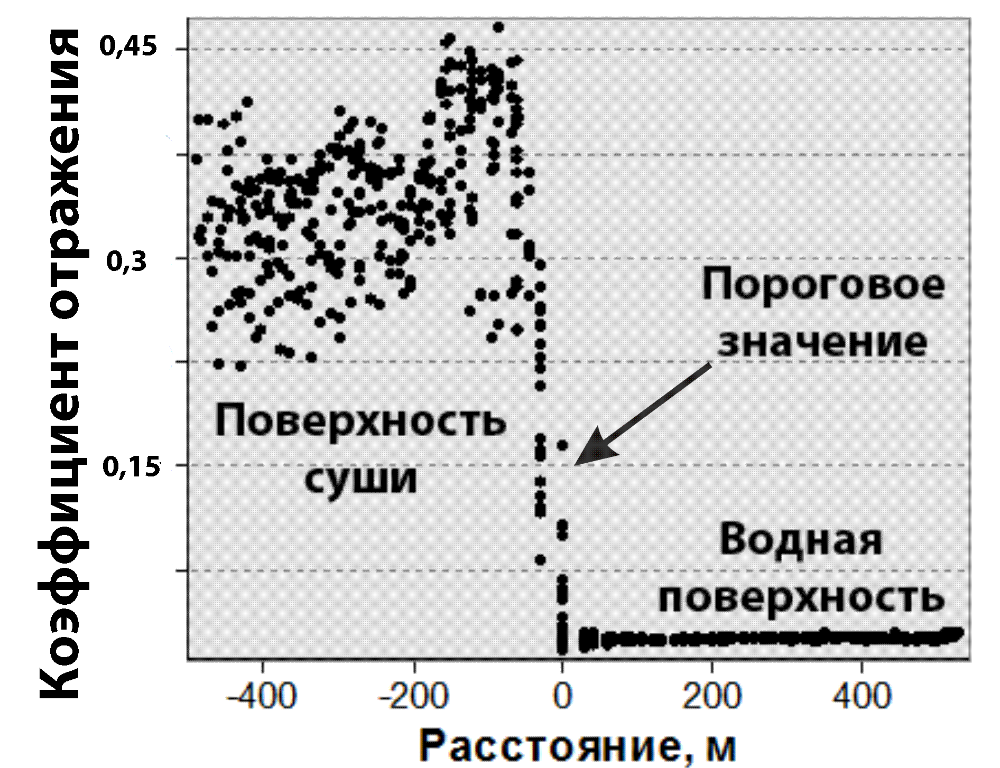 Коэффициент отражения
0,45
0,3
Пороговое
значение
Поверхность
0,15
суши
Водная
поверхность
-400 -200 0 200 400
Расстояние, м